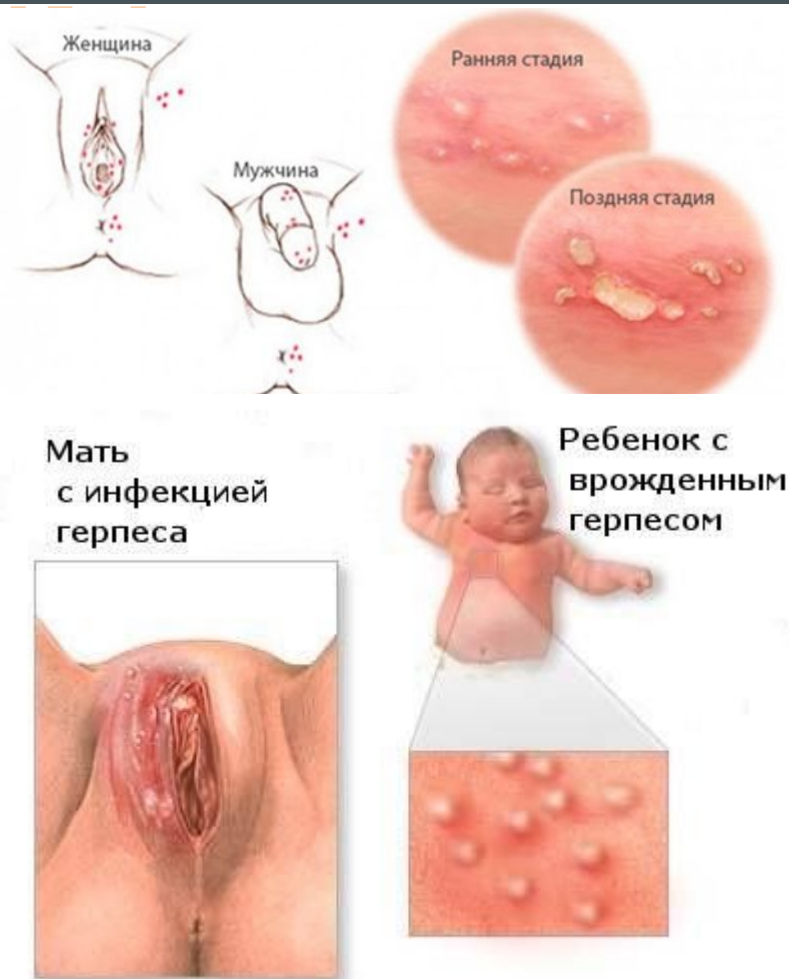 Женщина
Ранняя стадия
Мужчина
Поздняя стадия
Мать
с инфекцией
герпеса
Ребенок с
врожденным
герпесом